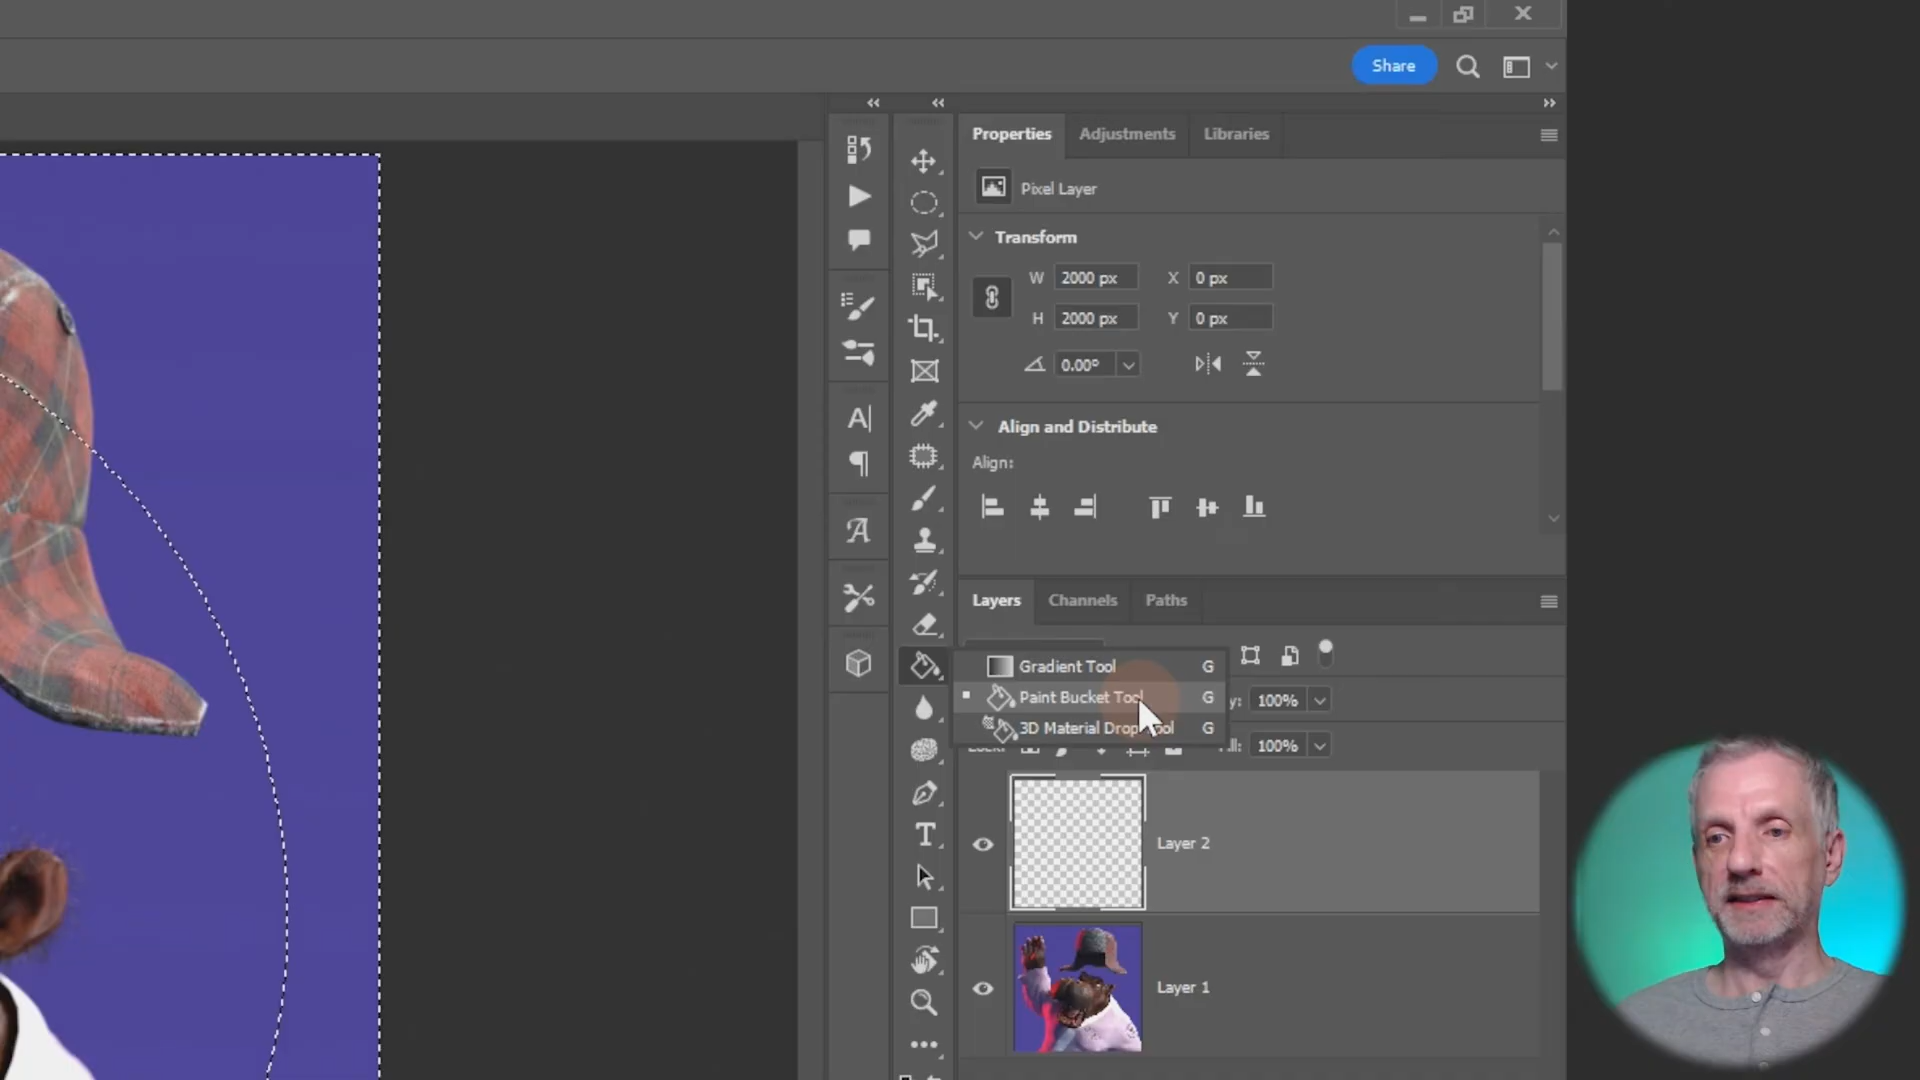 Share
Properties
Adjustments
Libraries
Pixel Layer
Transform
W 2000 px X 0 px
H 2000 px Y 0 px
0.00°
A|
Align and Distribute
Align:
A
Layers
Channels
Paths
Gradient Tool G
Paint Bucket Tool G
y: 100%
3D Material Drop Tool G
100%
T
Layer 2
Layer 1